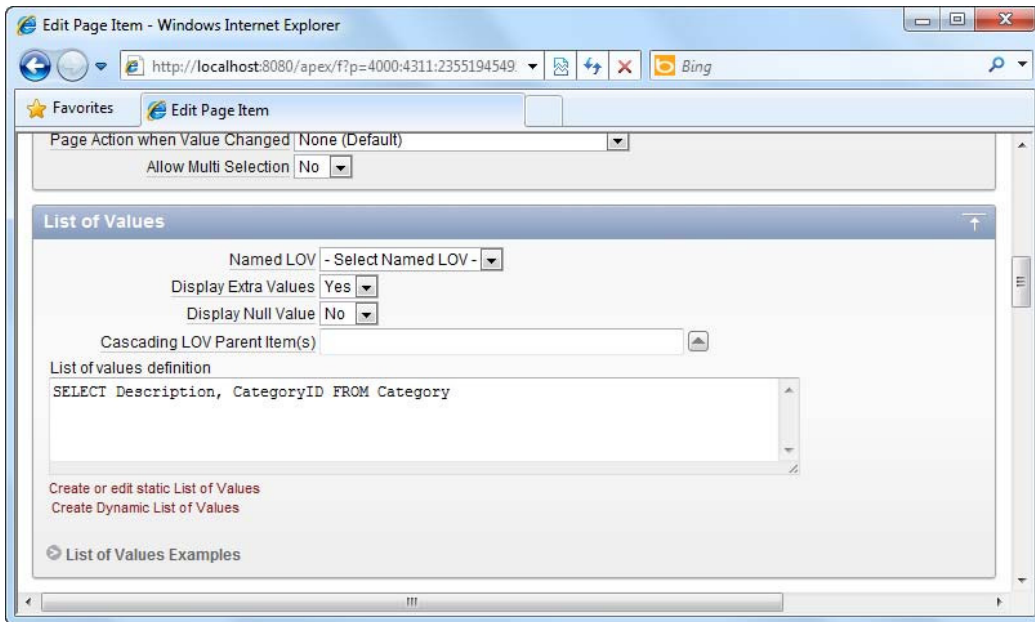 Edit Page Item - Windows Internet Explorer
http://localhost:8080/apex/f?p=4000:4311:2355194549
Bing
Favorites
Edit Page Item
Page Action when Value Changed None (Default)
Allow Multi Selection No
List of Values
Named LOV - Select Named LOV -
Display Extra Values Yes
Display Null Value No
Cascading LOV Parent Item(s)
List of values definition
SELECT Description, CategoryID FROM Category
Create or edit static List of Values
Create Dynamic List of Values
List of Values Examples